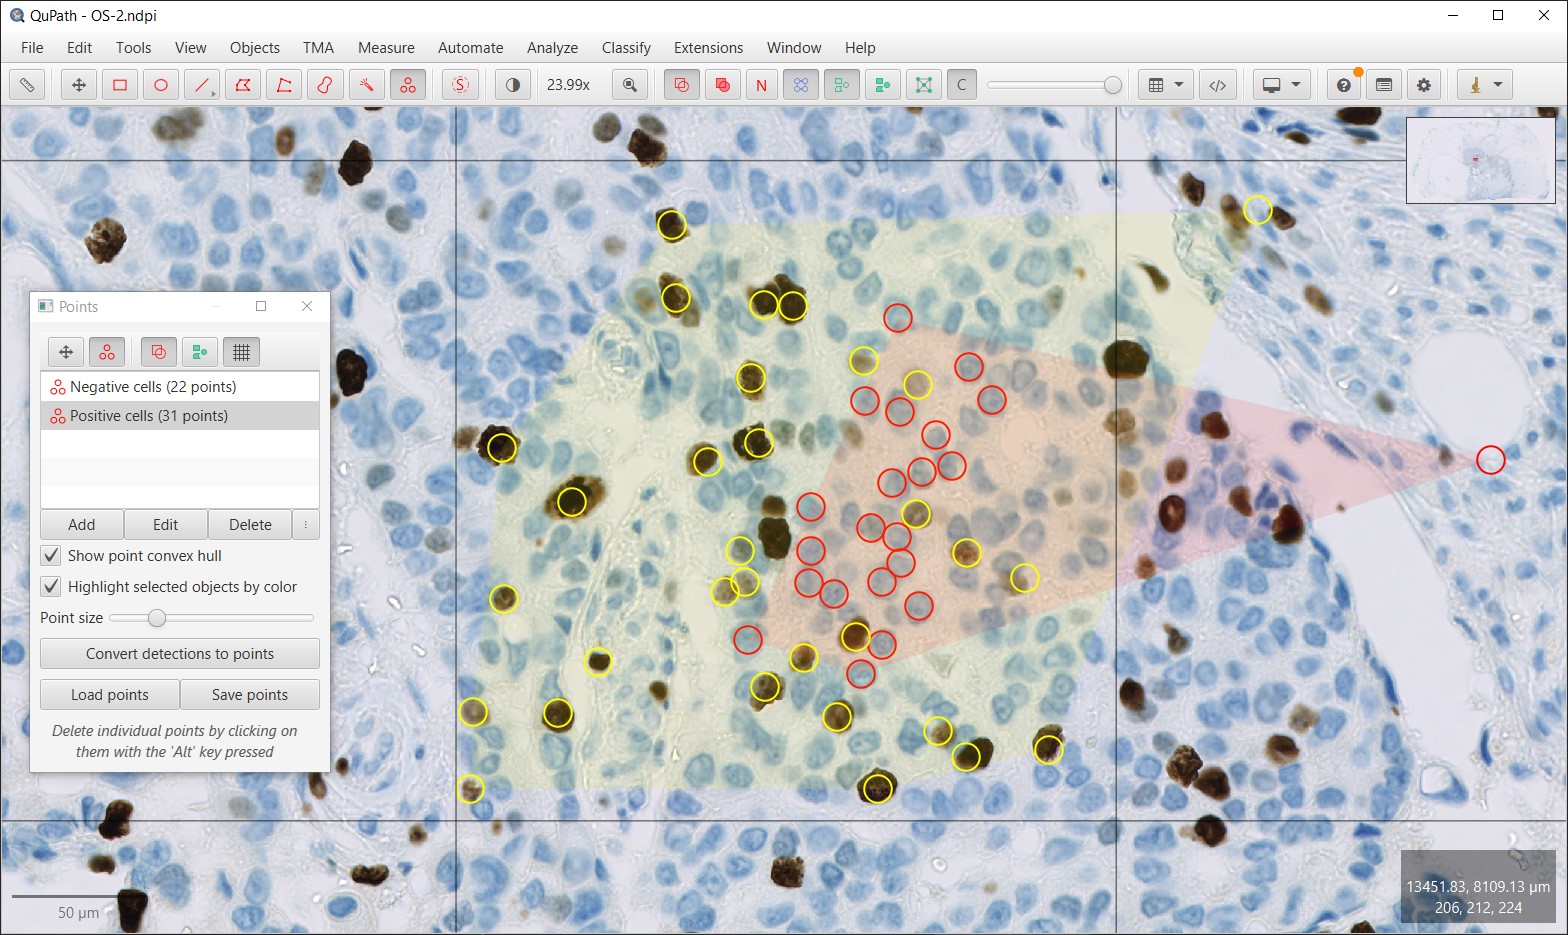 QuPath - OS-2.ndpi
File Edit Tools View Objects TMA Measure Automate Analyze Classify Extensions Window Help
S 23.99x N C
Points
Negative cells (22 points)
Positive cells (31 points)
Add Edit Delete
Show point convex hull
Highlight selected objects by color
Point size
Convert detections to points
Load points Save points
Delete individual points by clicking on
them with the 'Alt' key pressed
50 µm
13451.83, 8109.13 µm
206, 212, 224